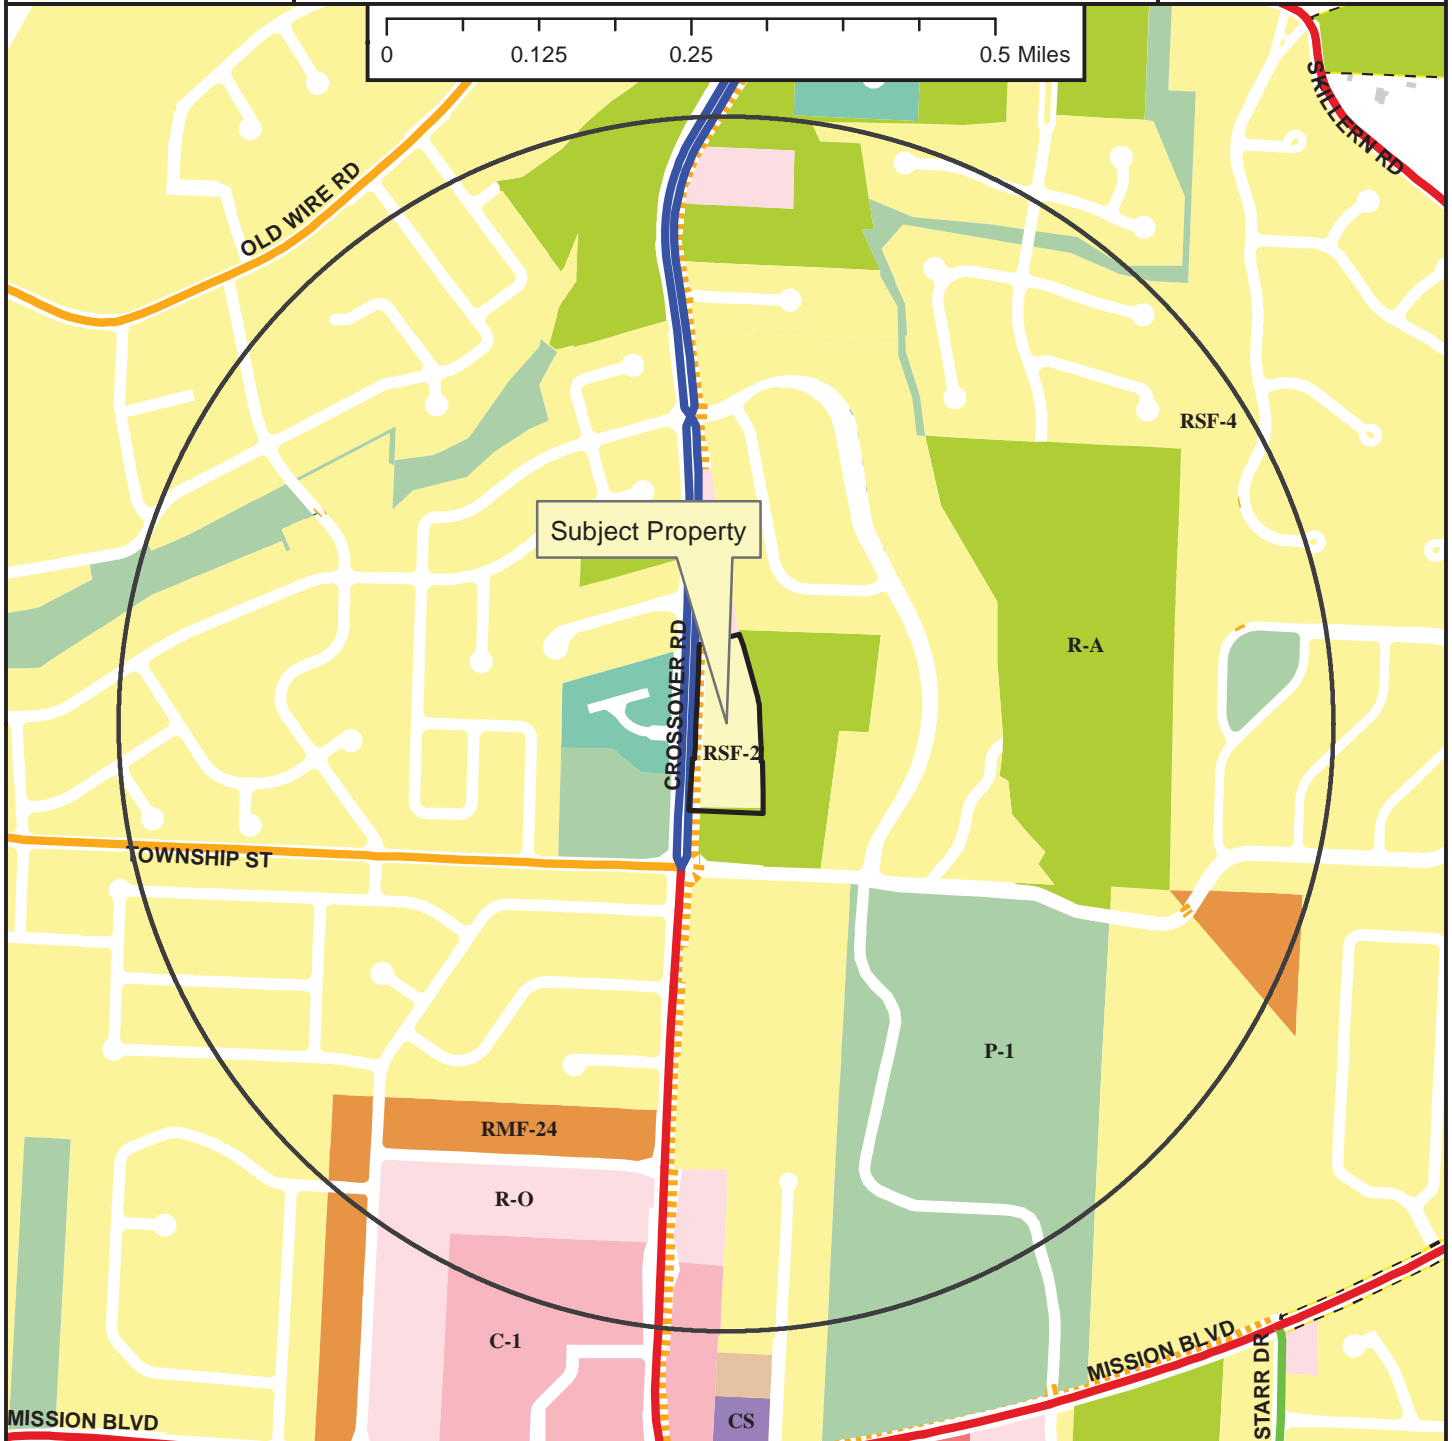 0 0.125 0.25 0.5 Miles
SKILLERN RD
OLD WIRE RD
RSF-4
Subject Property
R-A
CROSSOVER RD
RSF-2
TOWNSHIP ST
P-1
RMF-24
R-O
C-1
MISSION BLVD
STARR DR
CS
MISSION BLVD